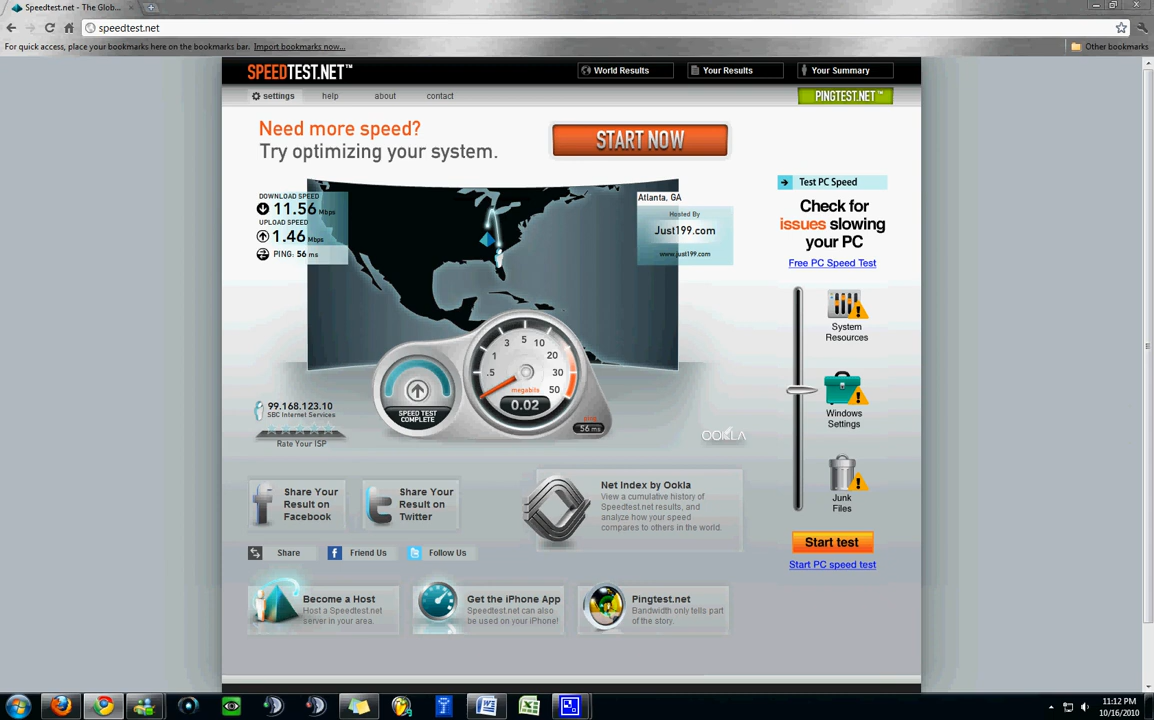 Speedtest.net - The Glob...
speedtest.net
For quick access, place your bookmarks here on the bookmarks bar. Import bookmarks now...
Other bookmarks
SPEEDTEST.NET™
World Results
Your Results
Your Summary
settings
help
about
contact
PINGTEST.NET™
Need more speed?
Try optimizing your system.
START NOW
DOWNLOAD SPEED
11.56 Mbps
UPLOAD SPEED
1.46 Mbps
PING: 56 ms
Atlanta, GA
Hosted By
Just199.com
www.just199.com
Test PC Speed
Check for
issues slowing
your PC
Free PC Speed Test
System
Resources
Windows
Settings
Junk
Files
Start test
Start PC speed test
.5
1
3
5
10
20
30
50
megabits
0.02
SPEED TEST
COMPLETE
ping
56 ms
99.168.123.10
SBC Internet Services
Rate Your ISP
OOKLA
Share Your
Result on
Facebook
Share Your
Result on
Twitter
Net Index by Ookla
View a cumulative history of
Speedtest.net results, and
analyze how your speed
compares to others in the world.
Share
Friend Us
Follow Us
Become a Host
Host a Speedtest.net
server in your area.
Get the iPhone App
Speedtest.net can also
be used on your iPhone!
Pingtest.net
Bandwidth only tells part
of the story.
11:12 PM
10/16/2010